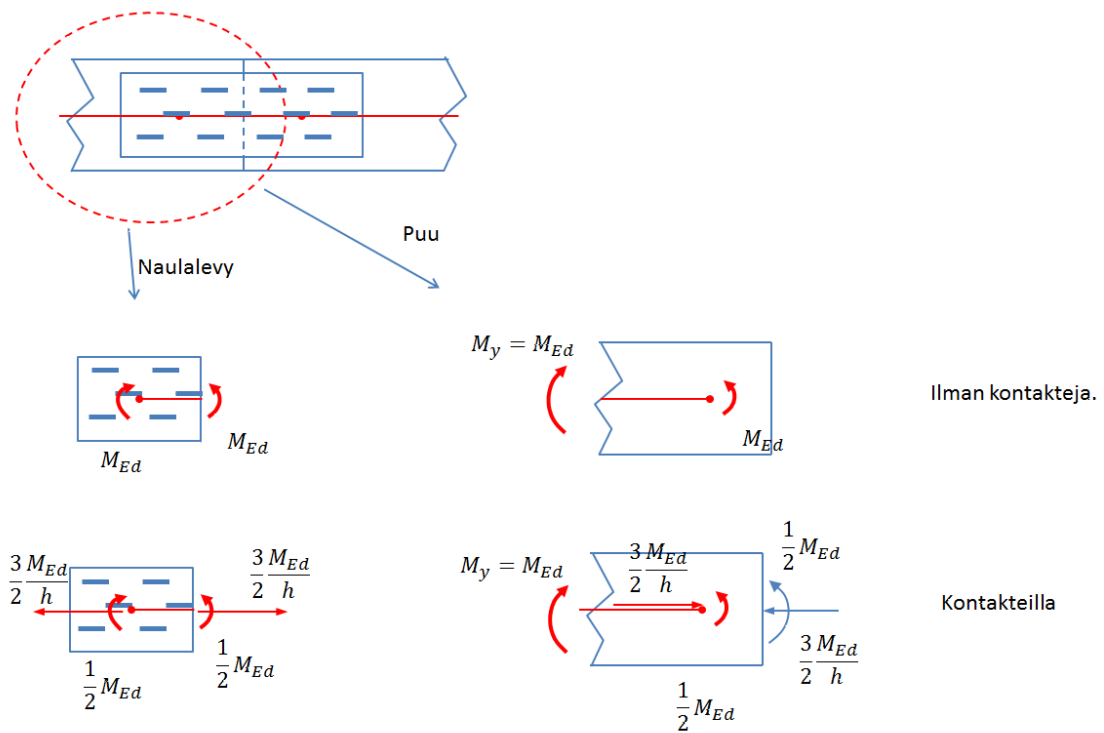 Puu
Naulalevy
M_y = M_Ed
Ilman kontakteja.
M_Ed
M_Ed
M_Ed
3/2 M_Ed/h
3/2 M_Ed/h
M_y = M_Ed
3/2 M_Ed/h
1/2 M_Ed
Kontakteilla
1/2 M_Ed
1/2 M_Ed
3/2 M_Ed/h
1/2 M_Ed